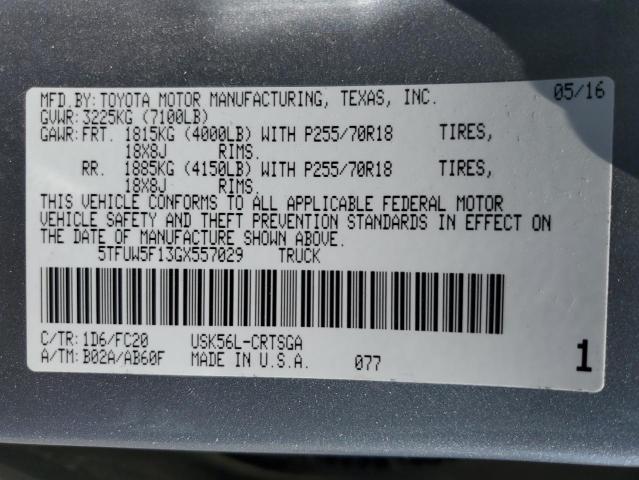 MFD.BY:TOYOTA MOTOR MANUFACTURING, TEXAS, INC. 05/16
GVWR:3225KG (7100LB)
GAWR:FRT. 1815KG (4000LB) WITH P255/70R18 TIRES,
18X8J RIMS.
RR. 1885KG (4150LB) WITH P255/70R18 TIRES,
18X8J RIMS.
THIS VEHICLE CONFORMS TO ALL APPLICABLE FEDERAL MOTOR
VEHICLE SAFETY AND THEFT PREVENTION STANDARDS IN EFFECT ON
THE DATE OF MANUFACTURE SHOWN ABOVE.
5TFUW5F13GX557029 TRUCK
C/TR:1D6/FC20 USK56L-CRTSGA
A/TM:B02A/AB60F MADE IN U.S.A. 077 1